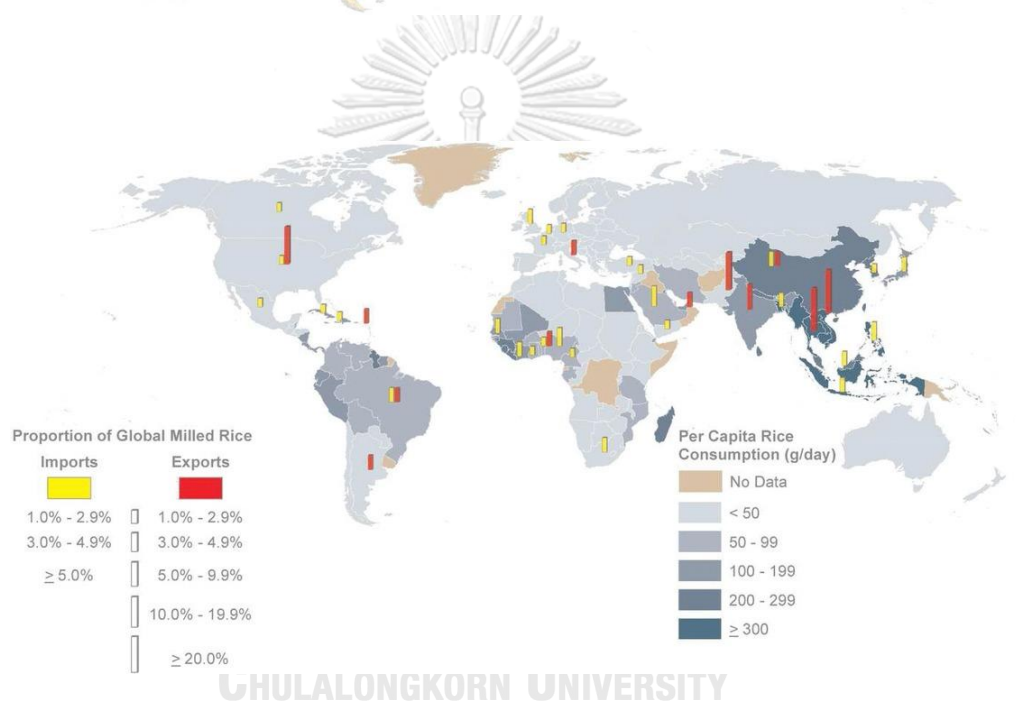 Proportion of Global Milled Rice
Imports Exports
1.0% - 2.9% 1.0% - 2.9%
3.0% - 4.9% 3.0% - 4.9%
≥ 5.0% 5.0% - 9.9%
10.0% - 19.9%
≥ 20.0%
Per Capita Rice
Consumption (g/day)
No Data
< 50
50 - 99
100 - 199
200 - 299
≥ 300
CHULALONGKORN UNIVERSITY